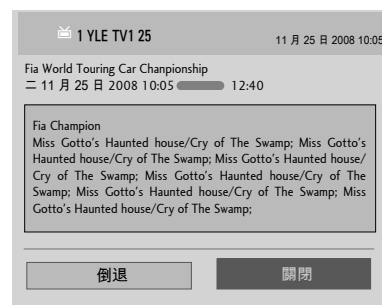 1 YLE TV1 25
11 月 25 日 2008 10:05
Fia World Touring Car Chanpionship
二 11 月 25 日 2008 10:05 12:40
Fia Champion
Miss Gotto's Haunted house/Cry of The Swamp; Miss Gotto's
Haunted house/Cry of The Swamp; Miss Gotto's Haunted house/
Cry of The Swamp; Miss Gotto's Haunted house/Cry of The
Swamp; Miss Gotto's Haunted house/Cry of The Swamp; Miss
Gotto's Haunted house/Cry of The Swamp;
倒退
關閉